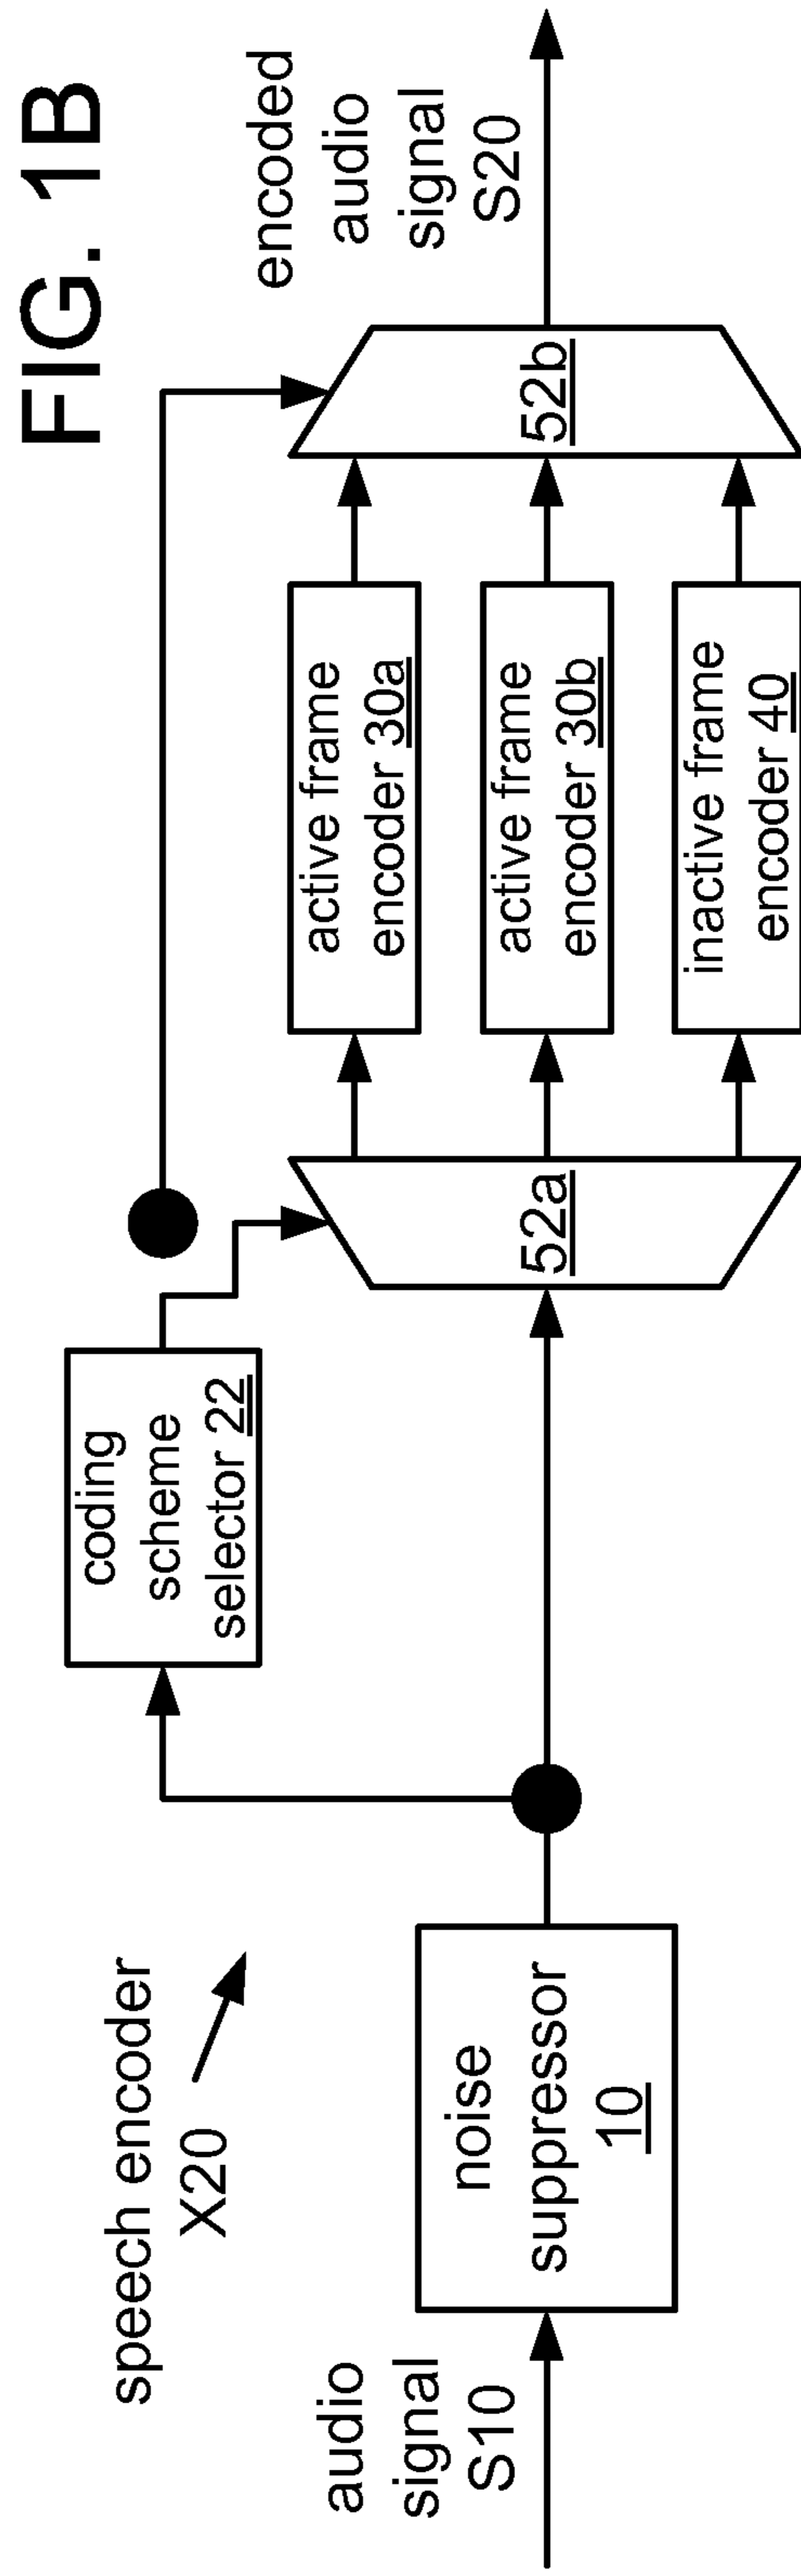 FIG. 1B
speech encoder
X20
audio
signal
S10
noise
suppressor
10
coding
scheme
selector 22
52a
active frame
encoder 30a
active frame
encoder 30b
inactive frame
encoder 40
52b
encoded
audio
signal
S20